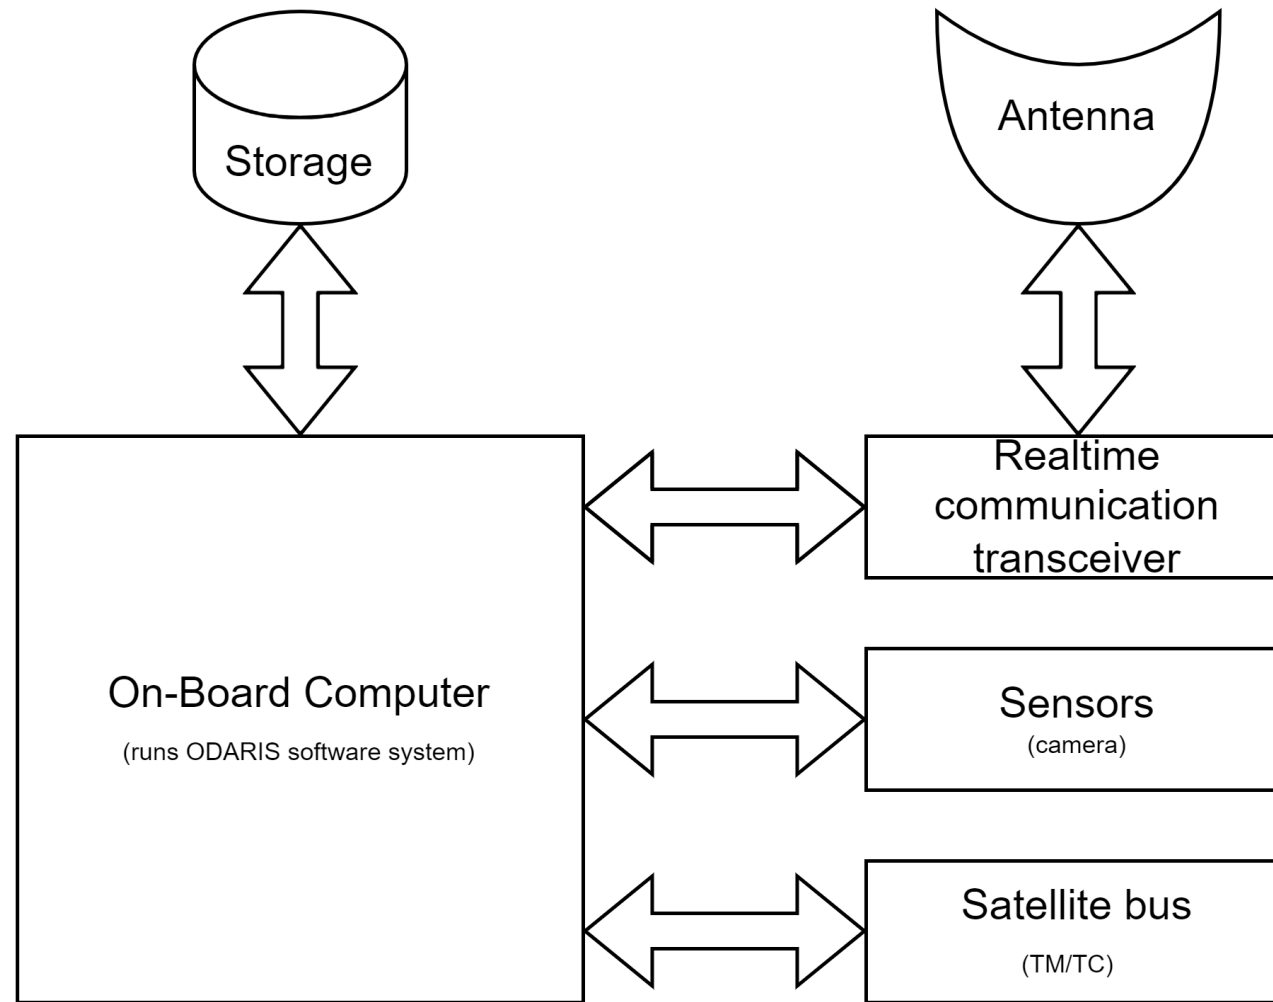 Storage
Antenna
Realtime
communication
transceiver
On-Board Computer
(runs ODARIS software system)
Sensors
(camera)
Satellite bus
(TM/TC)